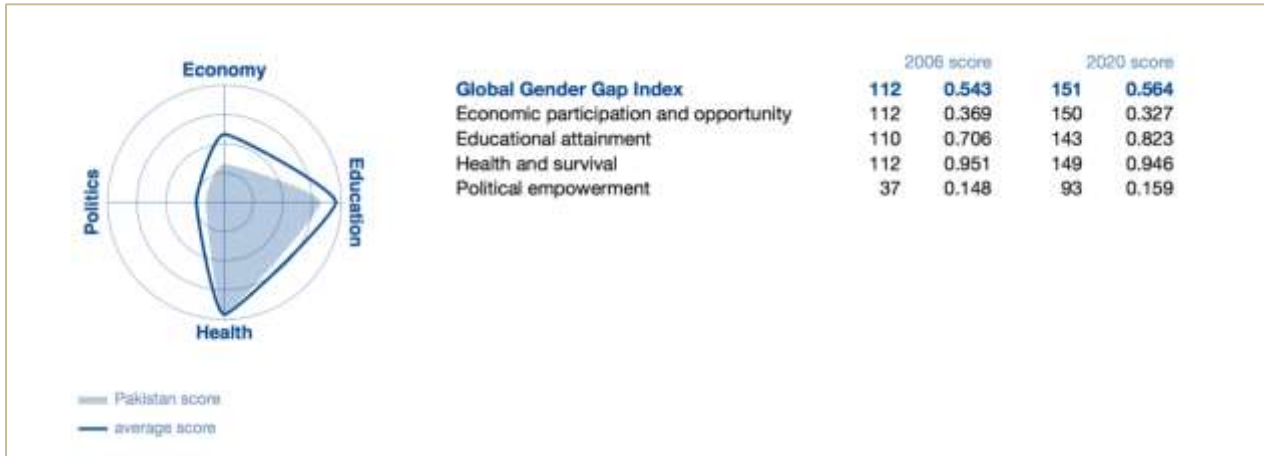 Economy
Education
Politics
Health
Pakistan score
average score
2006 score 2020 score
Global Gender Gap Index 112 0.543 151 0.564
Economic participation and opportunity 112 0.369 150 0.327
Educational attainment 110 0.706 143 0.823
Health and survival 112 0.951 149 0.946
Political empowerment 37 0.148 93 0.159